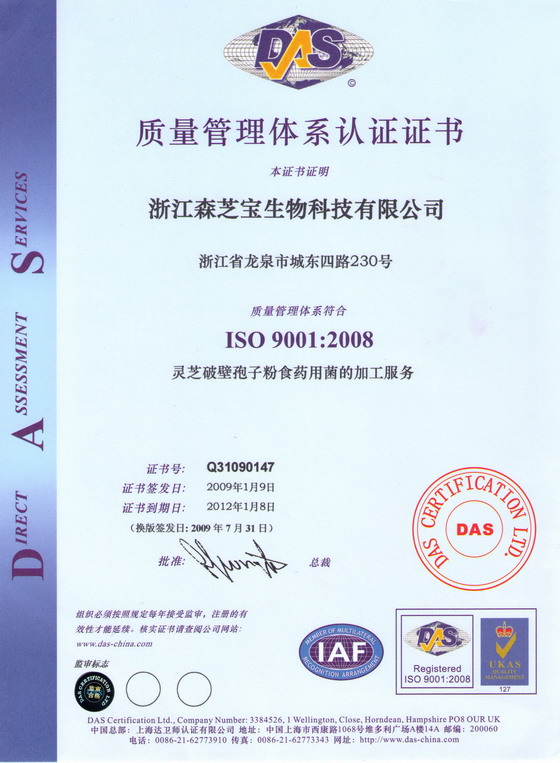 DAS
©
质量管理体系认证证书
本证书证明
浙江森芝宝生物科技有限公司
浙江省龙泉市城东四路230号
质量管理体系符合
ISO 9001:2008
灵芝破壁孢子粉食药用菌的加工服务
证书号: Q31090147
证书签发日: 2009年1月9日
证书到期日: 2012年1月8日
(换版签发日: 2009 年 7 月 31 日)
批准:
总裁
DAS CERTIFICATION LTD.
DAS
DIRECT ASSESSMENT SERVICES
组织必须按照规定每年接受监审，注册的有
效性才能延续。核实证书请查阅公司网站:
www.das-china.com
监审标志
MEMBER OF MULTILATERAL
IAF
RECOGNITION ARRANGEMENT
DAS
Registered
ISO 9001:2008
UKAS
QUALITY
MANAGEMENT
127
DAS Certification Ltd., Company Number: 3384526, 1 Wellington, Close, Horndean, Hampshire PO8 OUR UK
中国总部: 上海达卫师认证有限公司 地址: 中国上海市西康路1068号维多利广场A楼14A 邮编: 200060
电话: 0086-21-62773910 传真: 0086-21-62773343 网址: http://www.das-china.com